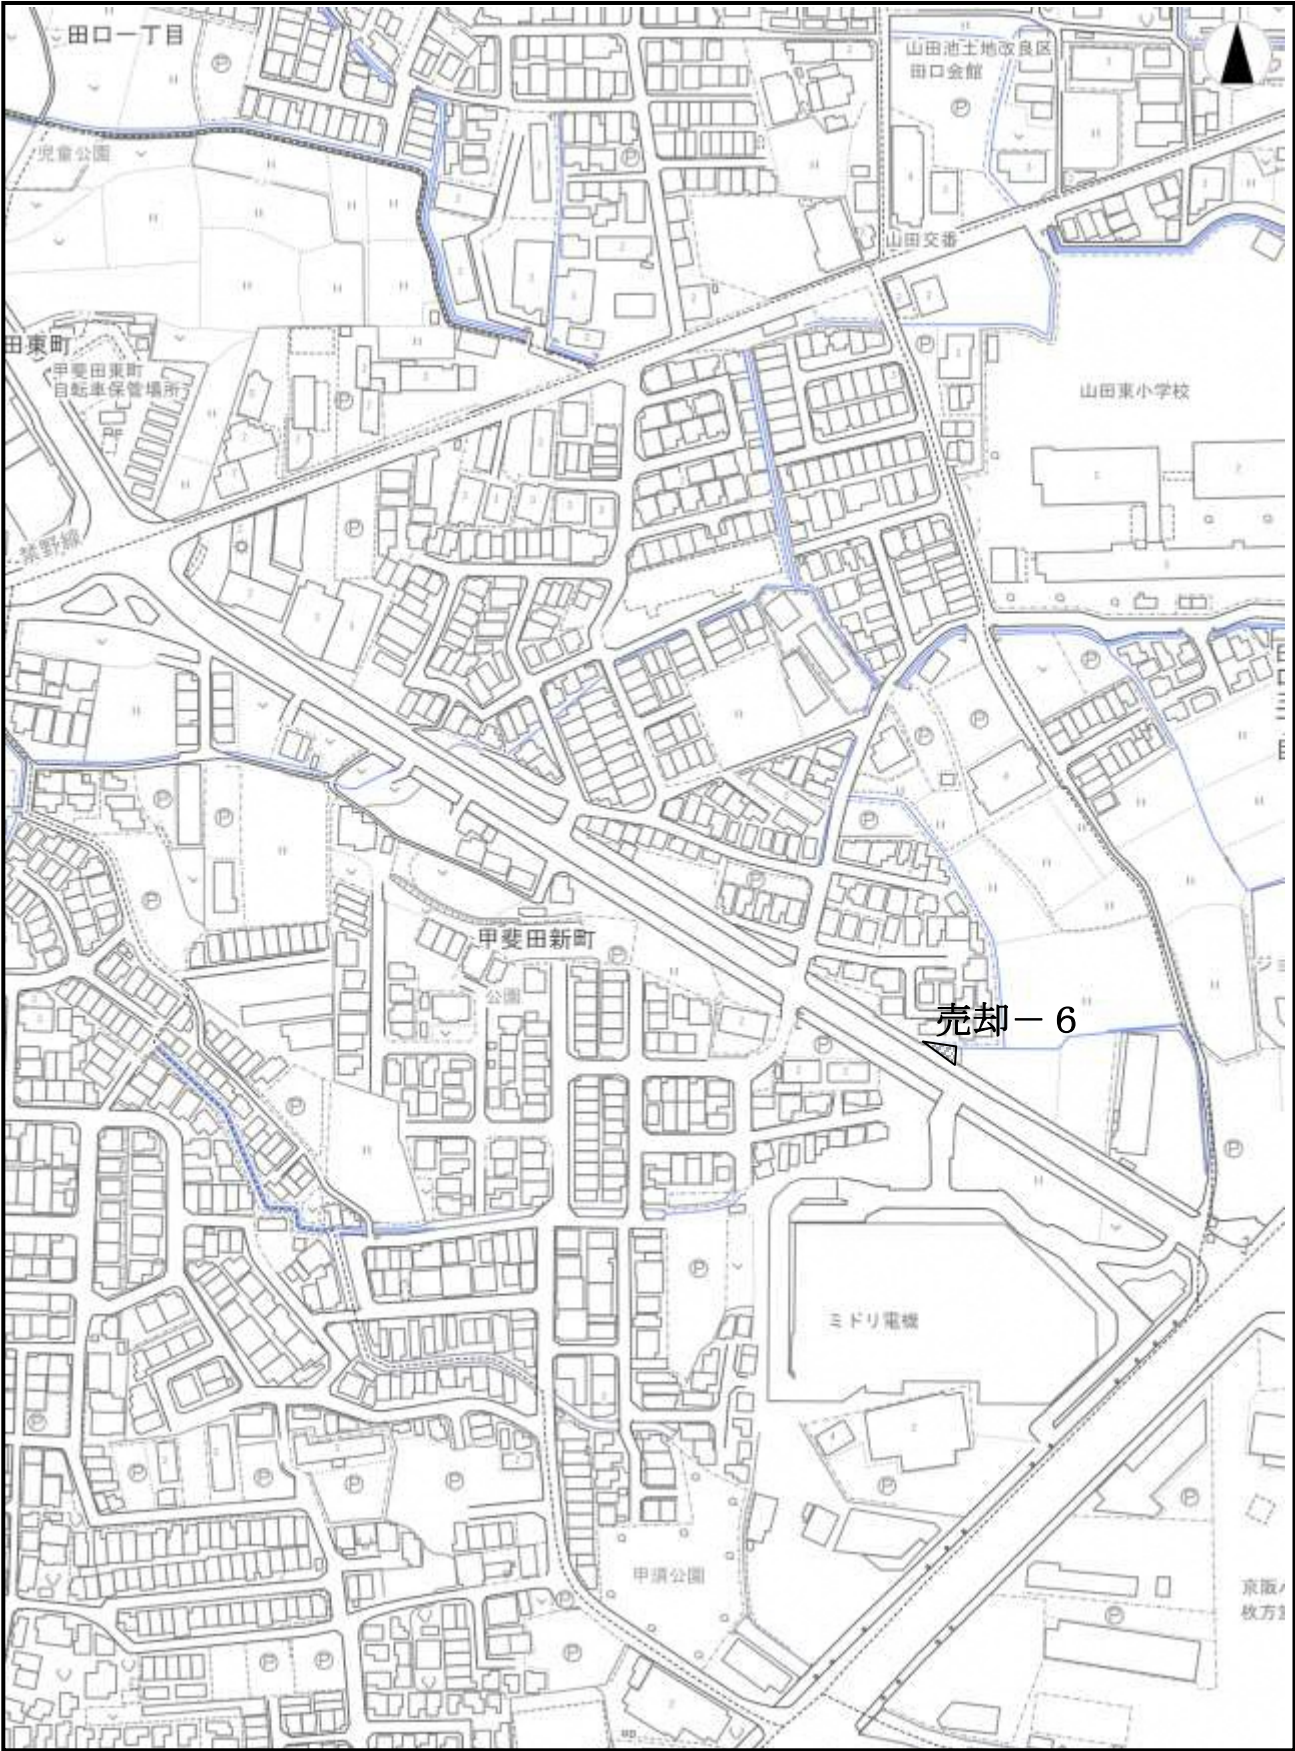 田口一丁目
山田池土地改良区
田口会館
児童公園
山田交番
田東町
甲斐田東町
自転車保管場所
山田東小学校
禁野線
甲斐田新町
公園
売却－6
ミドリ電機
甲須公園
京阪
枚方